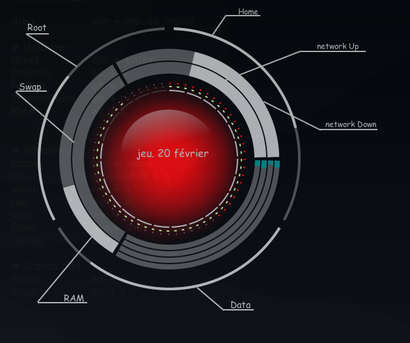 Home
Root
network Up
Swap
network Down
jeu. 20 février
RAM
Data